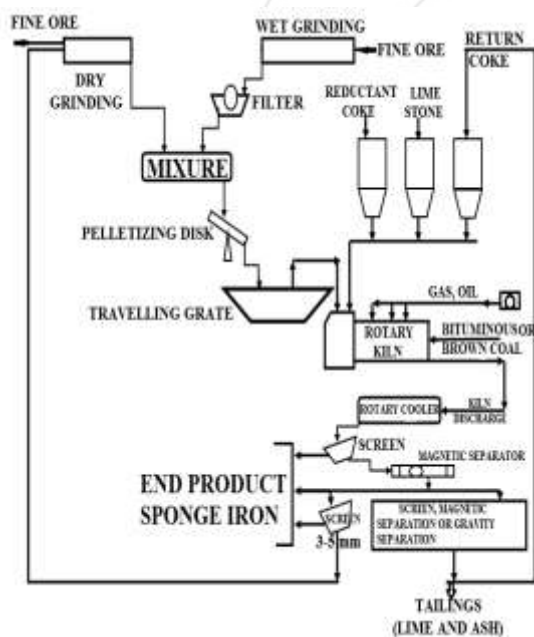 FINE ORE
WET GRINDING
FINE ORE
RETURN
COKE
DRY
GRINDING
FILTER
REDUCTANT
COKE
LIME
STONE
MIXURE
PELLETIZING DISK
TRAVELLING GRATE
GAS, OIL
ROTARY
KILN
BITUMINOUSOR
BROWN COAL
ROTARY COOLER
KILN
DISCHARGE
SCREEN
MAGNETIC SEPARATOR
END PRODUCT
SPONGE IRON
SCREEN
3-5 mm
SCREEN, MAGNETIC
SEPARATION OR GRAVITY
SEPARATION
TAILINGS
(LIME AND ASH)